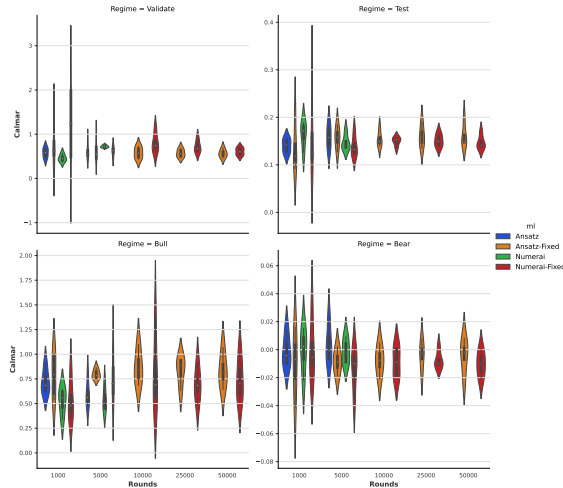 Regime = Validate
Calmar
3
2
1
0
−1
Regime = Test
0.4
0.3
0.2
0.1
0.0
ml
Ansatz
Ansatz-Fixed
Numerai
Numerai-Fixed
Regime = Bull
Calmar
2.00
1.75
1.50
1.25
1.00
0.75
0.50
0.25
0.00
1000 5000 10000 25000 50000
Rounds
Regime = Bear
0.06
0.04
0.02
0.00
−0.02
−0.04
−0.06
−0.08
1000 5000 10000 25000 50000
Rounds